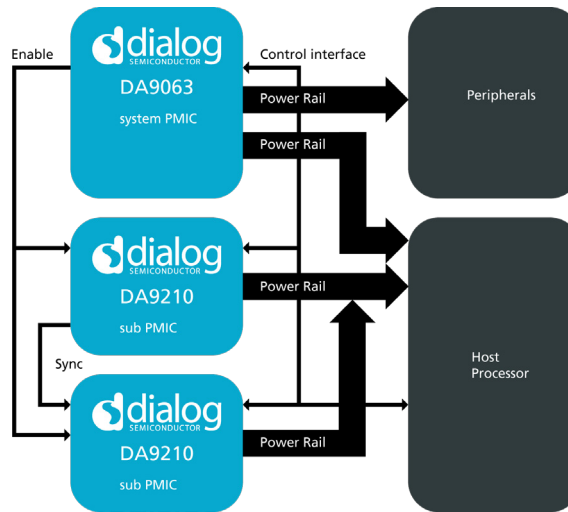 Enable
dialog
SEMICONDUCTOR
DA9063
system PMIC
Control interface
Power Rail
Power Rail
Peripherals
dialog
SEMICONDUCTOR
DA9210
sub PMIC
Power Rail
Sync
Host
Processor
dialog
SEMICONDUCTOR
DA9210
sub PMIC
Power Rail